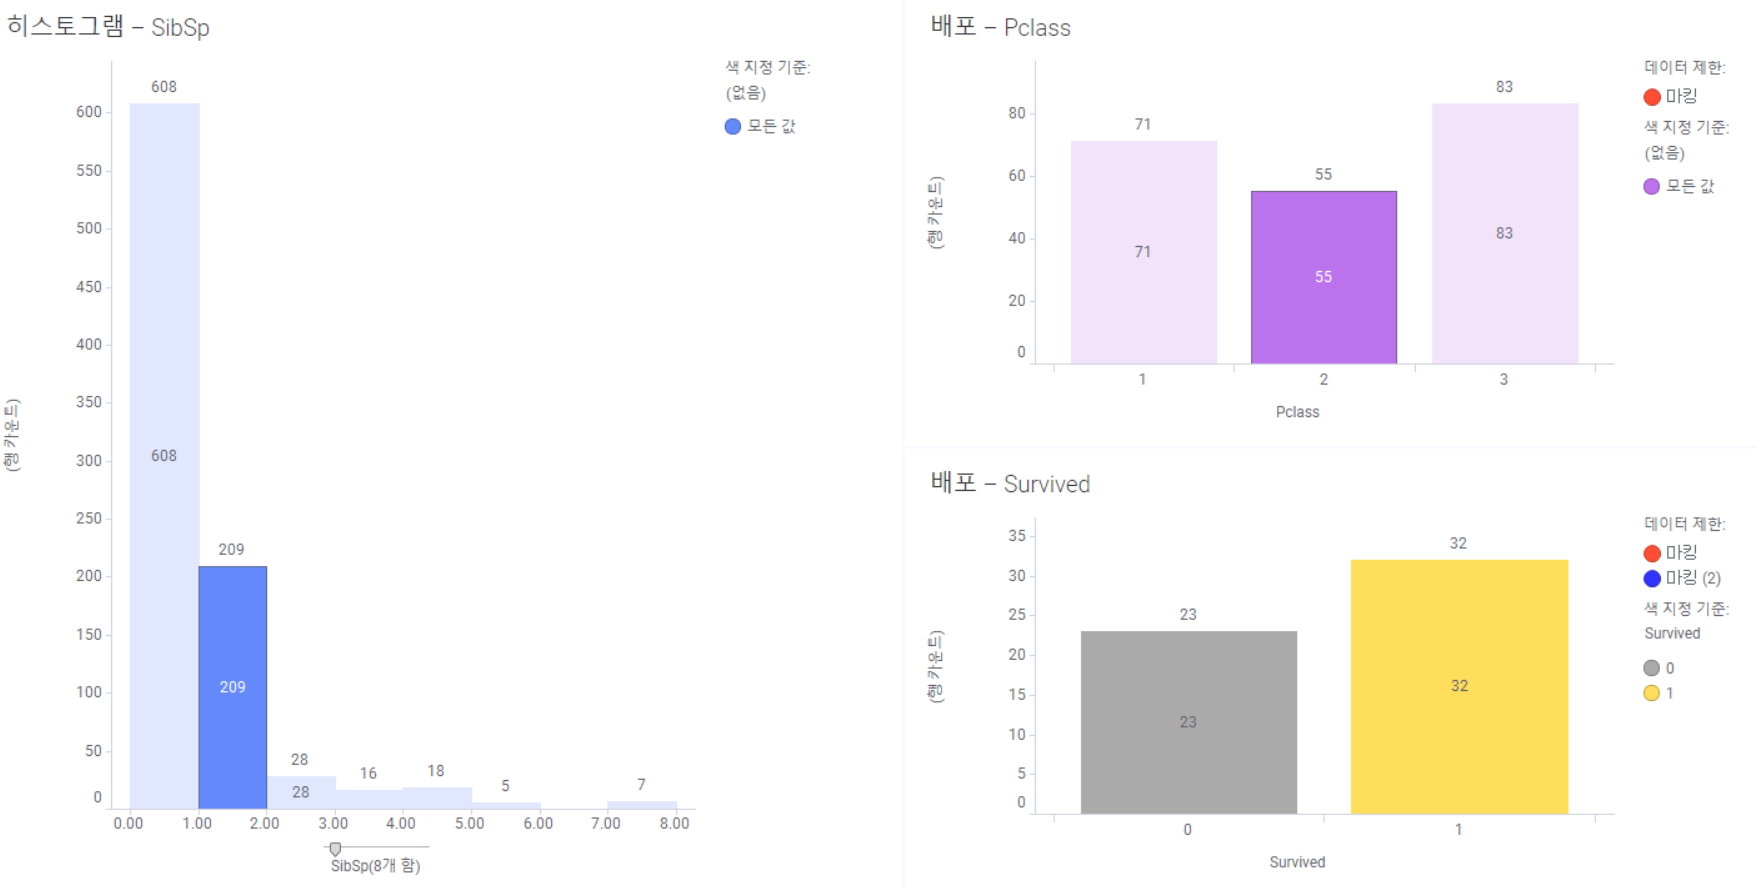 히스토그램 – SibSp
색 지정 기준:
(없음)
모든 값
(행 카운트)
600
550
500
450
400
350
300
250
200
150
100
50
0
608
608
209
209
28
28
16
18
5
7
0.00 1.00 2.00 3.00 4.00 5.00 6.00 7.00 8.00
SibSp(8개 함)
배포 – Pclass
데이터 제한:
마킹
색 지정 기준:
(없음)
모든 값
(행 카운트)
80
60
40
20
0
71
71
55
55
83
83
1 2 3
Pclass
배포 – Survived
데이터 제한:
마킹
마킹 (2)
색 지정 기준:
Survived
0
1
(행 카운트)
35
30
25
20
15
10
5
0
23
23
32
32
0 1
Survived